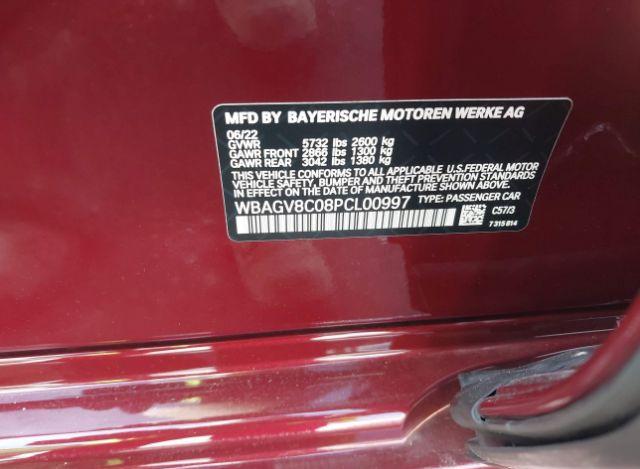 MFD BY BAYERISCHE MOTOREN WERKE AG
06/22
GVWR 5732 lbs 2600 kg
GAWR FRONT 2866 lbs 1300 kg
GAWR REAR 3042 lbs 1380 kg
THIS VEHICLE CONFORMS TO ALL APPLICABLE U.S. FEDERAL MOTOR
VEHICLE SAFETY, BUMPER, AND THEFT PREVENTION STANDARDS IN
EFFECT ON THE DATE OF MANUFACTURE SHOWN ABOVE.
WBAGV8C08PCL00997 TYPE: PASSENGER CAR
C57/3
7 315 814